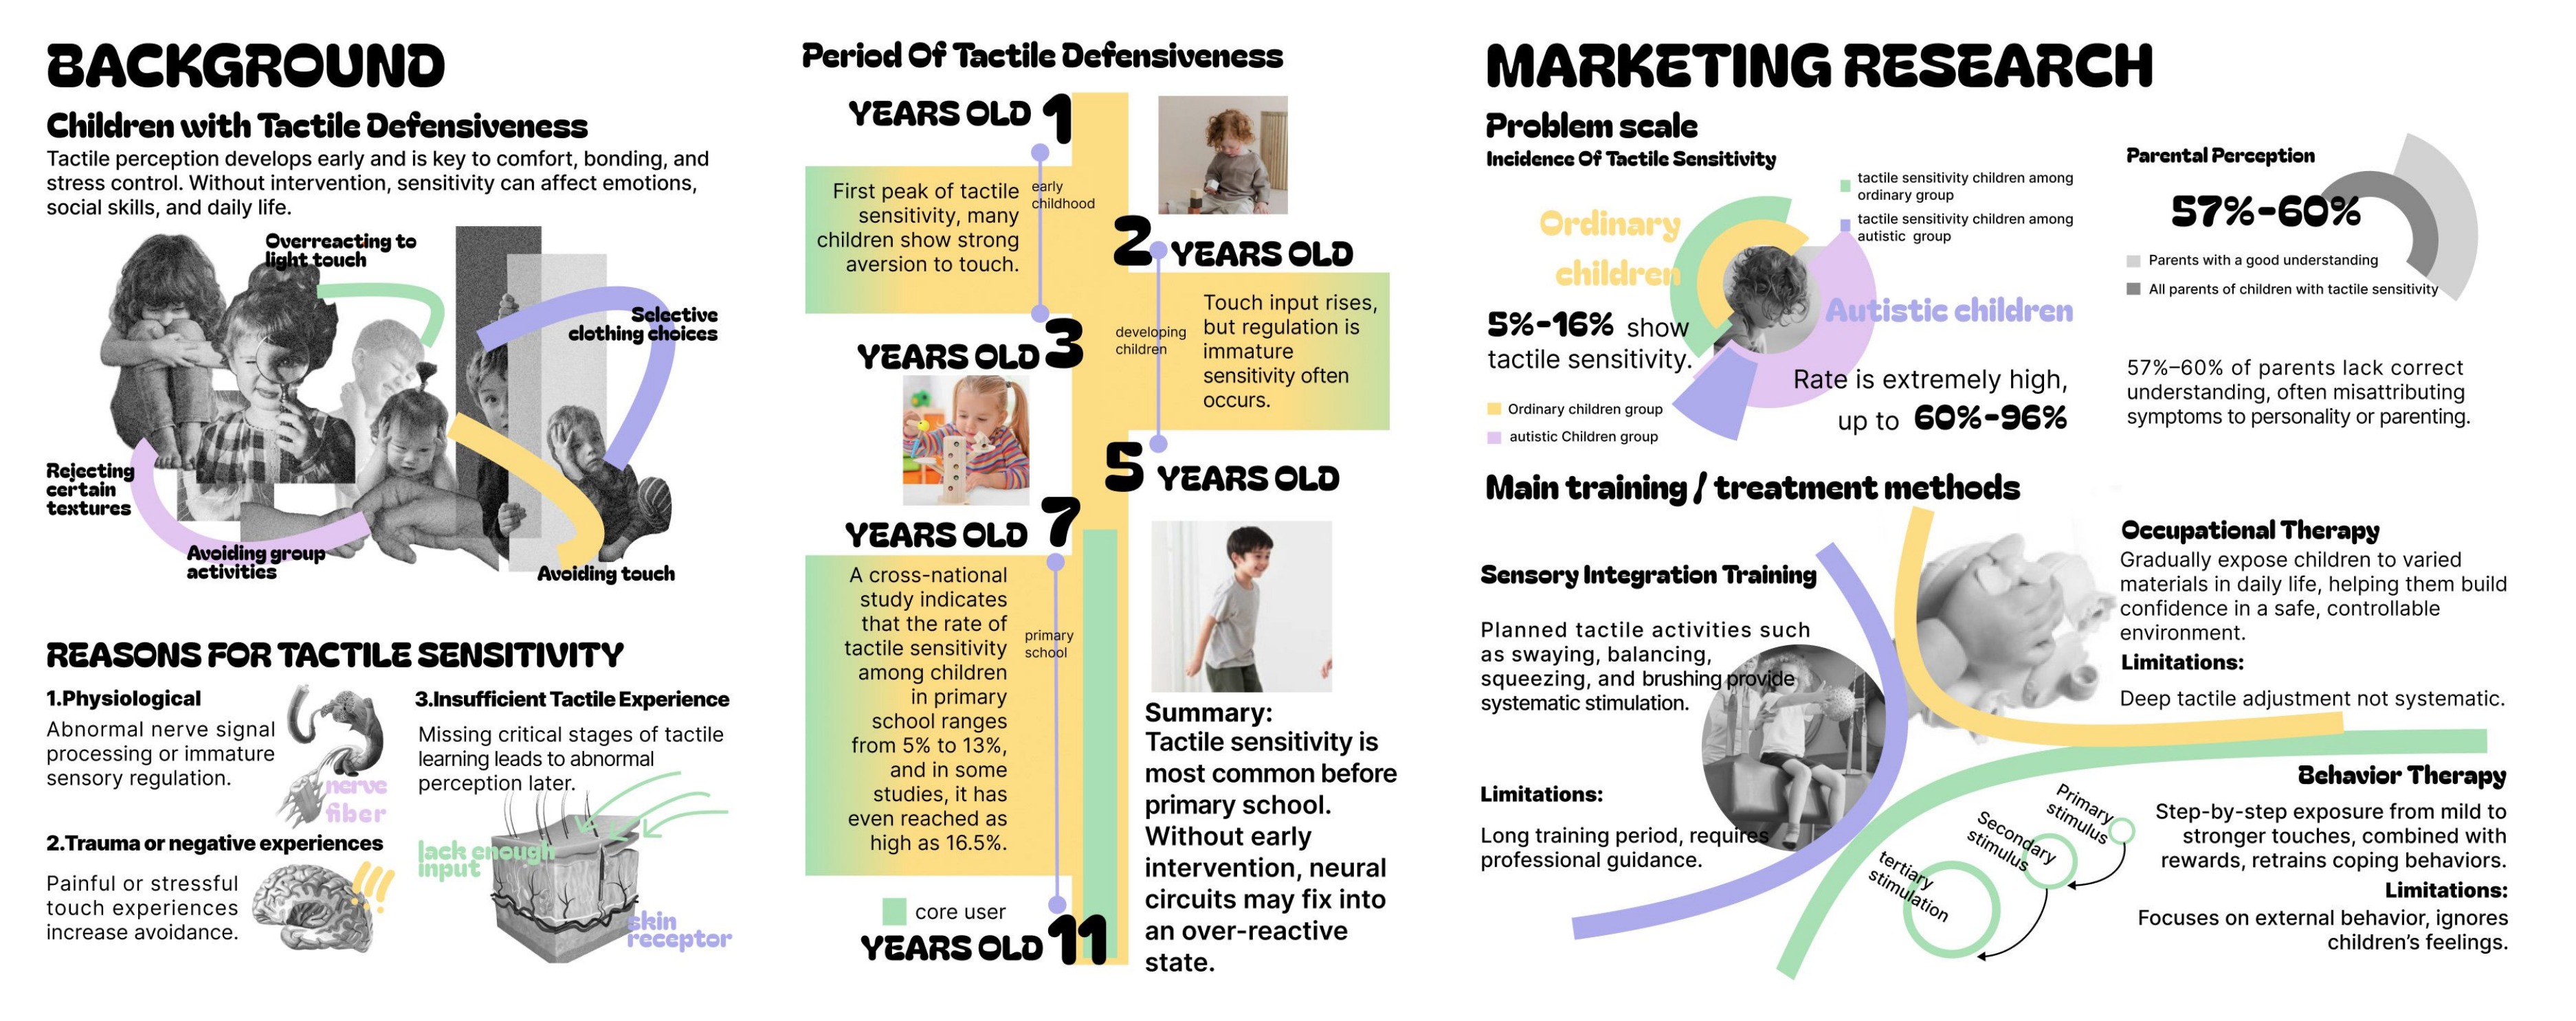 BACKGROUND
Children with Tactile Defensiveness
Tactile perception develops early and is key to comfort, bonding, and
stress control. Without intervention, sensitivity can affect emotions,
social skills, and daily life.
Overreacting to
light touch
Selective
clothing choices
Rejecting
certain
textures
Avoiding group
activities
Avoiding touch
REASONS FOR TACTILE SENSITIVITY
1.Physiological
Abnormal nerve signal
processing or immature
sensory regulation.
nerve
fiber
2.Trauma or negative experiences
Painful or stressful
touch experiences
increase avoidance.
!!!
3.Insufficient Tactile Experience
Missing critical stages of tactile
learning leads to abnormal
perception later.
lack enough
input
skin
receptor
Period Of Tactile Defensiveness
YEARS OLD 1
First peak of tactile
sensitivity, many
children show strong
aversion to touch.
early
childhood
2 YEARS OLD
Touch input rises,
but regulation is
immature
sensitivity often
occurs.
developing
children
YEARS OLD 3
5 YEARS OLD
YEARS OLD 7
A cross-national
study indicates
that the rate of
tactile sensitivity
among children
in primary
school ranges
from 5% to 13%,
and in some
studies, it has
even reached as
high as 16.5%.
primary
school
core user
YEARS OLD 11
Summary:
Tactile sensitivity is
most common before
primary school.
Without early
intervention, neural
circuits may fix into
an over-reactive
state.
MARKETING RESEARCH
Problem scale
Incidence Of Tactile Sensitivity
tactile sensitivity children among
ordinary group
tactile sensitivity children among
autistic group
Ordinary
children
5%-16% show
tactile sensitivity.
Ordinary children group
autistic Children group
Autistic children
Rate is extremely high,
up to 60%-96%
Parental Perception
57%-60%
Parents with a good understanding
All parents of children with tactile sensitivity
57%–60% of parents lack correct
understanding, often misattributing
symptoms to personality or parenting.
Main training / treatment methods
Sensory Integration Training
Planned tactile activities such
as swaying, balancing,
squeezing, and brushing provide
systematic stimulation.
Limitations:
Long training period, requires
professional guidance.
Occupational Therapy
Gradually expose children to varied
materials in daily life, helping them build
confidence in a safe, controllable
environment.
Limitations:
Deep tactile adjustment not systematic.
Behavior Therapy
Step-by-step exposure from mild to
stronger touches, combined with
rewards, retrains coping behaviors.
Limitations:
Focuses on external behavior, ignores
children's feelings.
Primary
stimulus
Secondary
stimulus
tertiary
stimulation